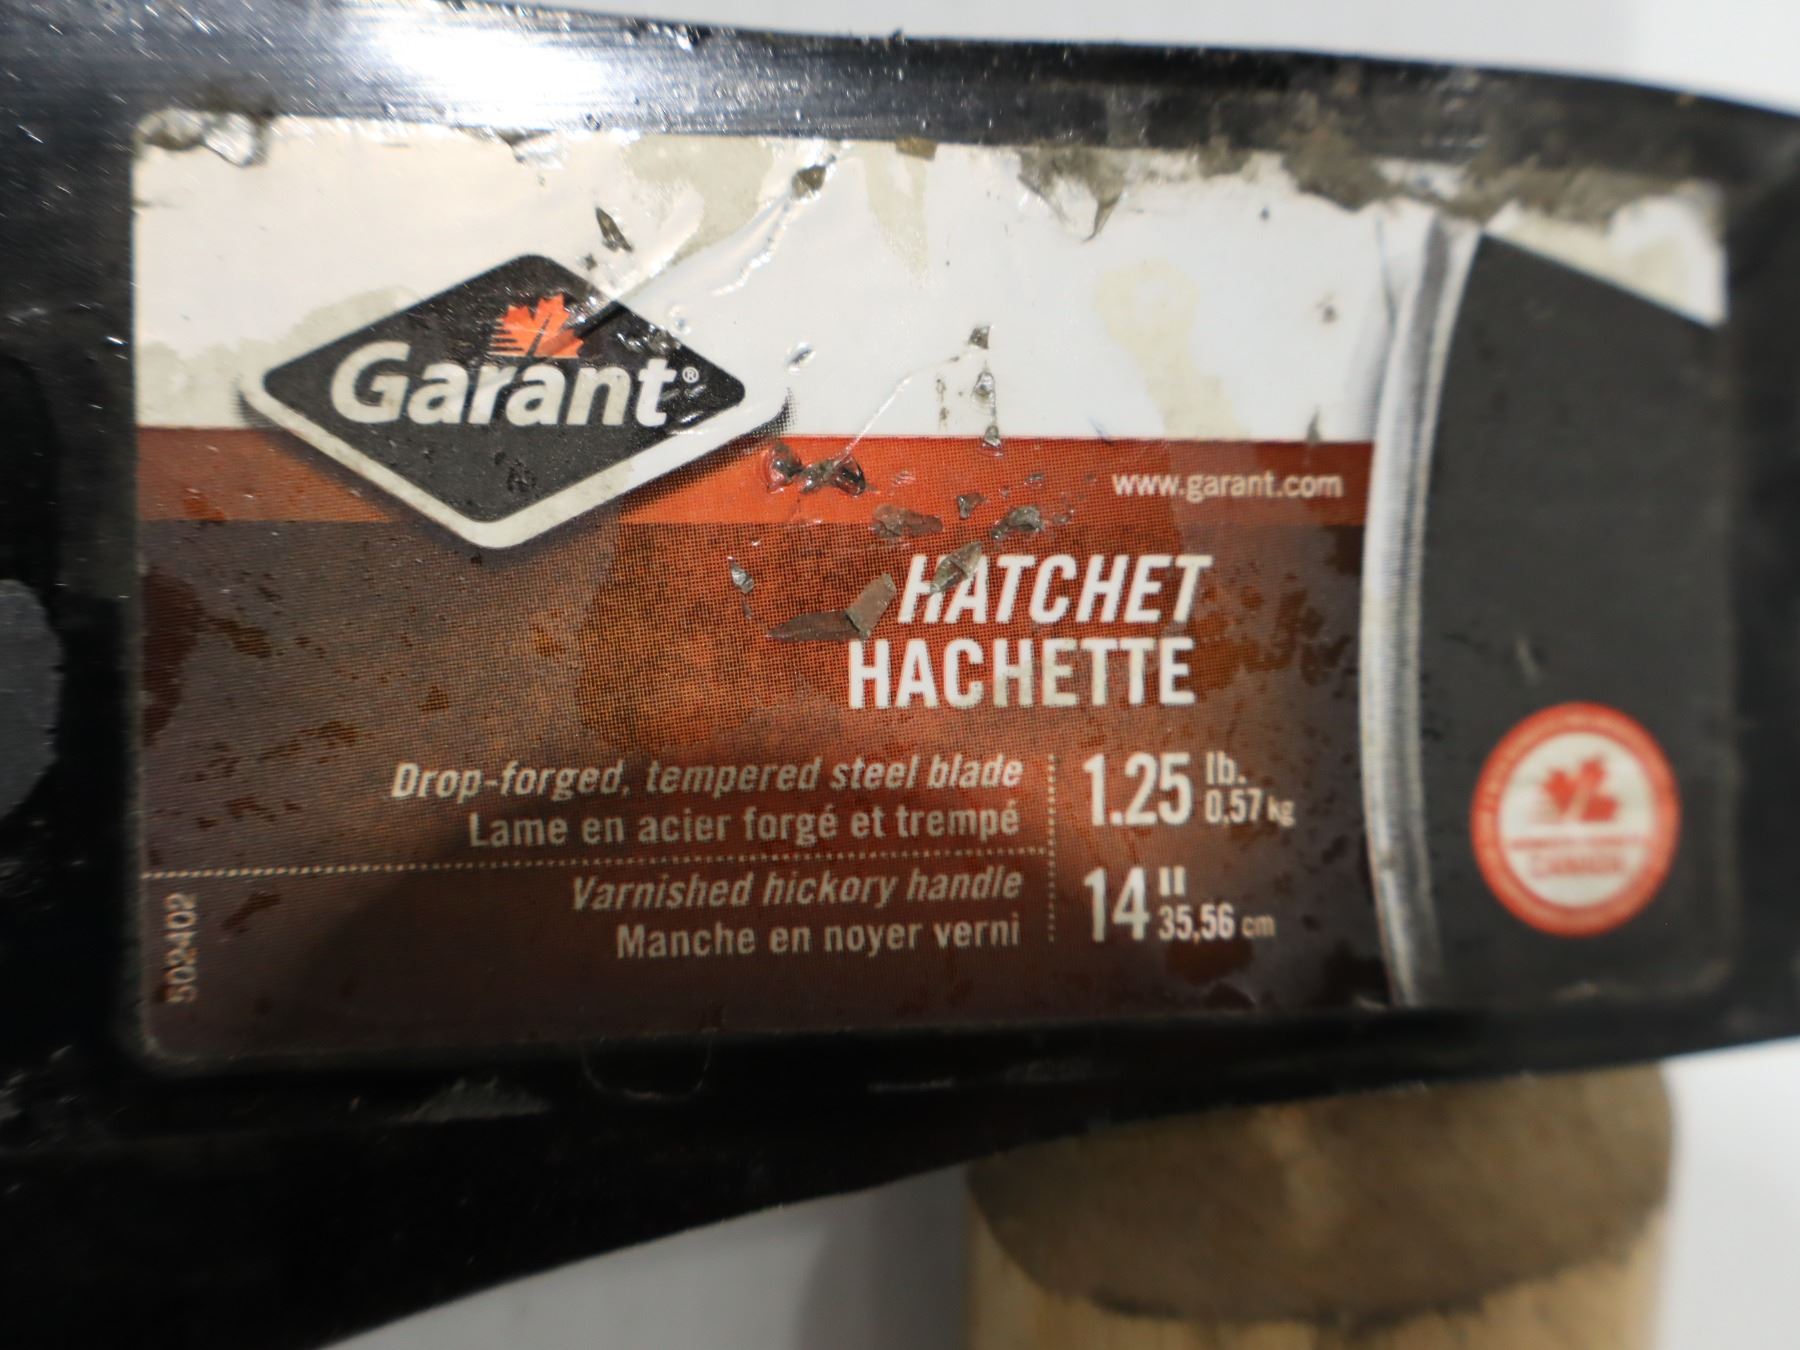 Garant®
www.garant.com
HATCHET
HACHETTE
Drop-forged, tempered steel blade
Lame en acier forgé et trempé
1.25 lb.
0,57 kg
Varnished hickory handle
Manche en noyer verni
14"
35,56 cm
502402
CANADA